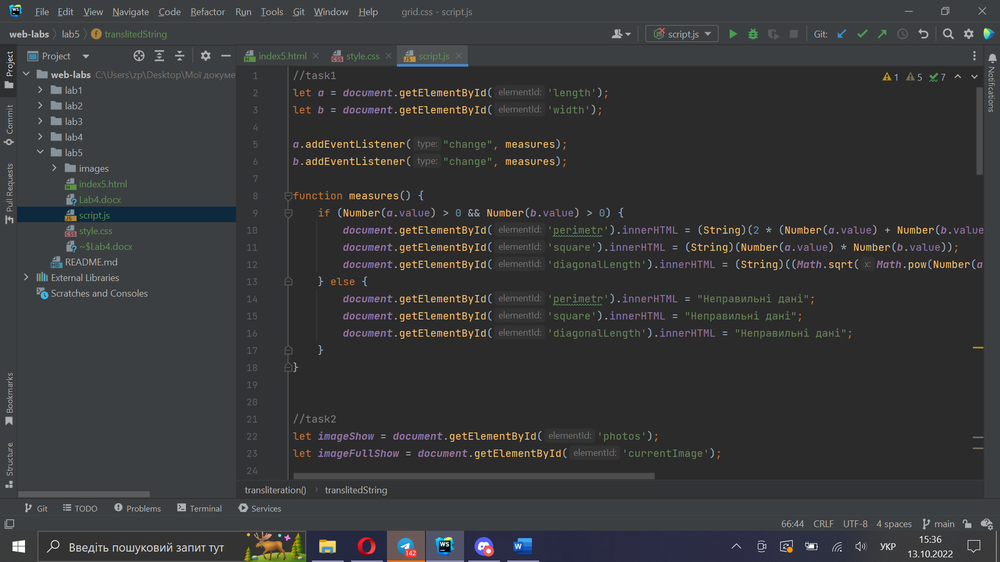 WS File Edit View Navigate Code Refactor Run Tools Git Window Help grid.css - script.js
web-labs lab5 f translitedString script.js Git:
Project index5.html style.css script.js
web-labs C:\Users\zp\Desktop\Мої докуме
lab1
lab2
lab3
lab4
lab5
images
index5.html
Lab4.docx
script.js
style.css
~$Lab4.docx
README.md
External Libraries
Scratches and Consoles
Project
Commit
Pull Requests
Bookmarks
Structure
Notifications
1 5 7
1 //task1
2 let a = document.getElementById( elementId: 'length');
3 let b = document.getElementById( elementId: 'width');
4
5 a.addEventListener( type: "change", measures);
6 b.addEventListener( type: "change", measures);
7
8 function measures() {
9 if (Number(a.value) > 0 && Number(b.value) > 0) {
10 document.getElementById( elementId: 'perimetr').innerHTML = (String)(2 * (Number(a.value) + Number(b.value
11 document.getElementById( elementId: 'square').innerHTML = (String)(Number(a.value) * Number(b.value));
12 document.getElementById( elementId: 'diagonalLength').innerHTML = (String)((Math.sqrt( x: Math.pow(Number(a
13 } else {
14 document.getElementById( elementId: 'perimetr').innerHTML = "Неправильні дані";
15 document.getElementById( elementId: 'square').innerHTML = "Неправильні дані";
16 document.getElementById( elementId: 'diagonalLength').innerHTML = "Неправильні дані";
17 }
18 }
19
20
21 //task2
22 let imageShow = document.getElementById( elementId: 'photos');
23 let imageFullShow = document.getElementById( elementId: 'currentImage');
24
transliteration() translitedString
Git TODO Problems Terminal Services
66:44 CRLF UTF-8 4 spaces main
Введіть пошуковий запит тут 142 WS W УКР 15:36
13.10.2022